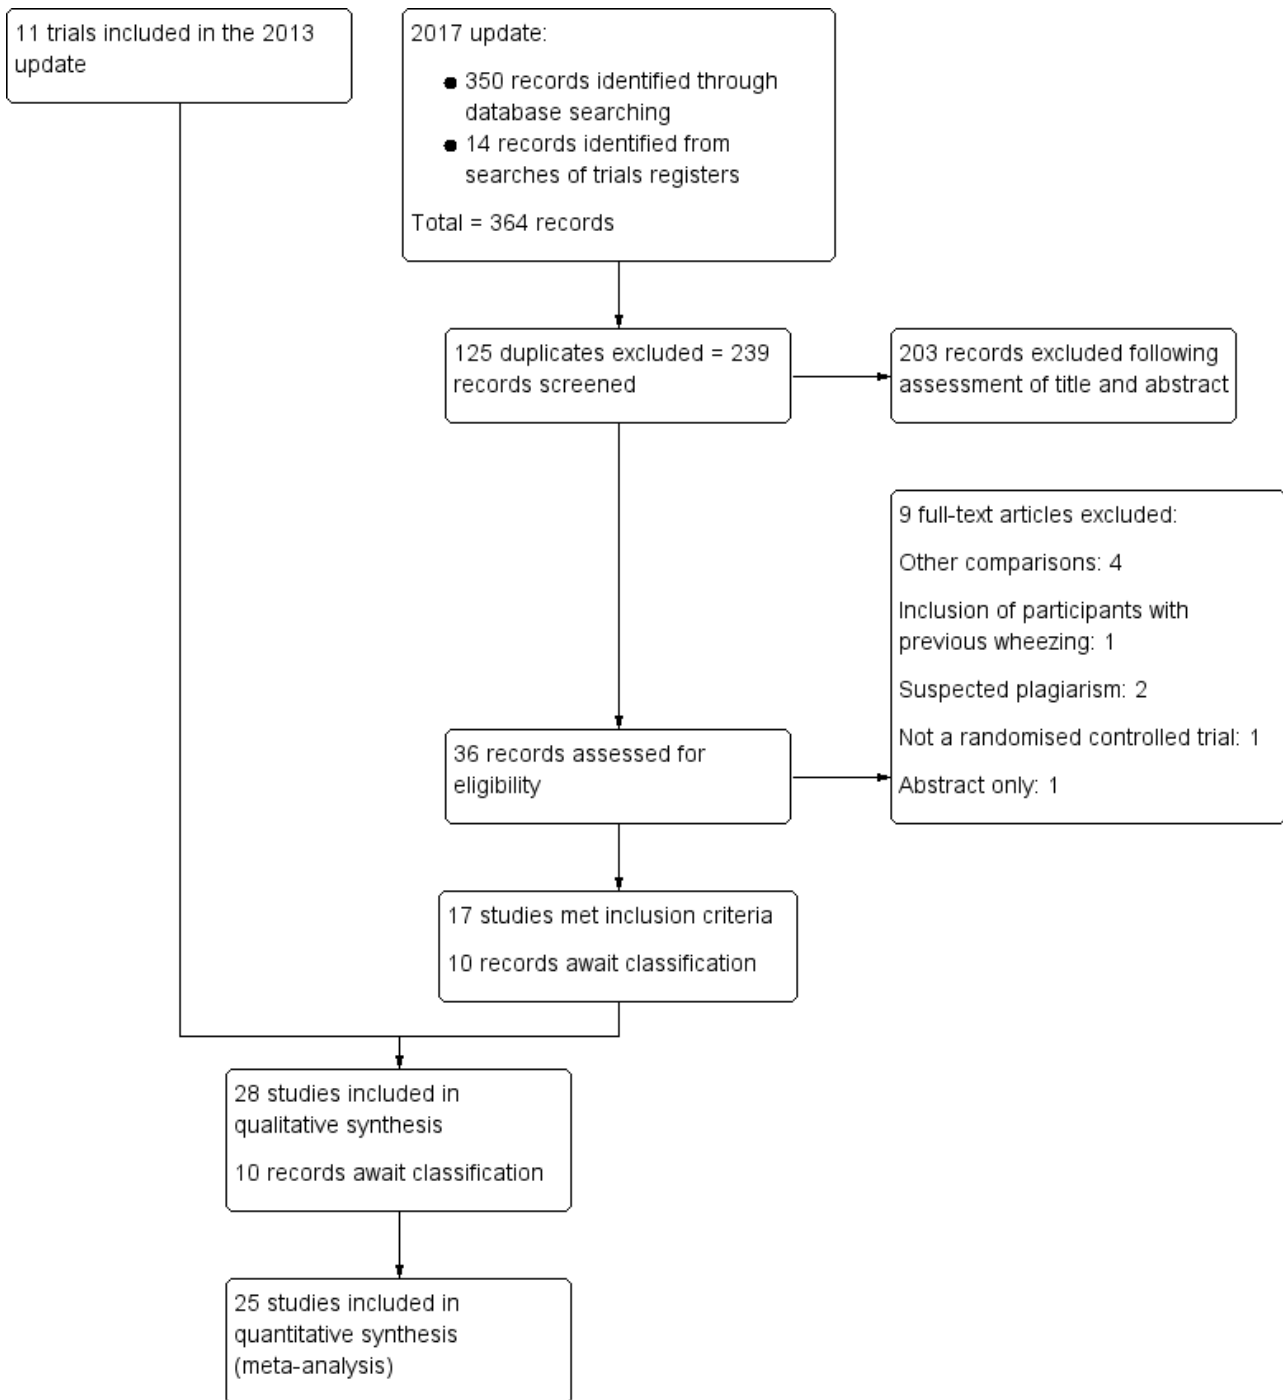 11 trials included in the 2013
update
2017 update:
● 350 records identified through
database searching
● 14 records identified from
searches of trials registers
Total = 364 records
125 duplicates excluded = 239
records screened
203 records excluded following
assessment of title and abstract
9 full-text articles excluded:
Other comparisons: 4
Inclusion of participants with
previous wheezing: 1
Suspected plagiarism: 2
Not a randomised controlled trial: 1
Abstract only: 1
36 records assessed for
eligibility
17 studies met inclusion criteria
10 records await classification
28 studies included in
qualitative synthesis
10 records await classification
25 studies included in
quantitative synthesis
(meta-analysis)